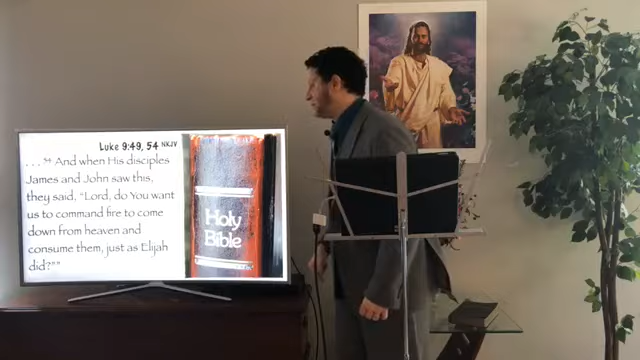 Luke 9:49, 54 NKJV
. . . 54 And when His disciples
James and John saw this,
they said, "Lord, do You want
us to command fire to come
down from heaven and
consume them, just as Elijah
did?""
Holy
Bible